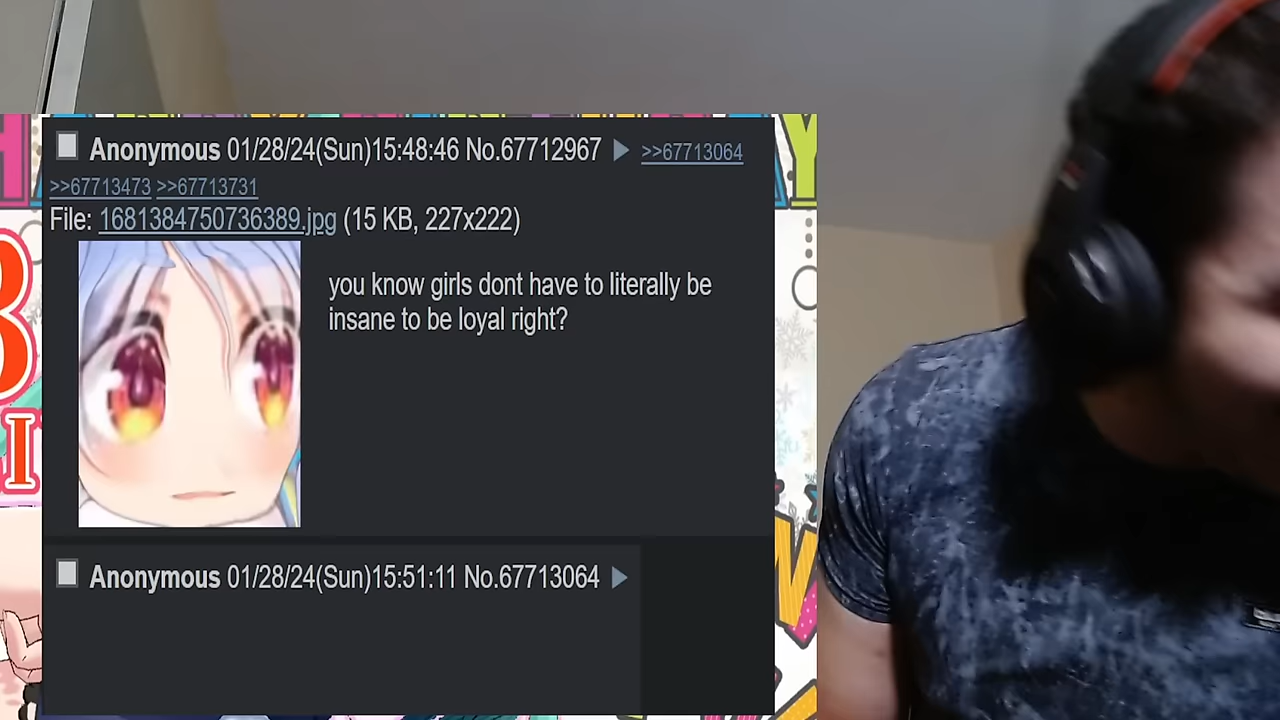 Anonymous 01/28/24(Sun)15:48:46 No.67712967 ▶ >>67713064
>>67713473 >>67713731
File: 1681384750736389.jpg (15 KB, 227x222)
you know girls dont have to literally be
insane to be loyal right?
Anonymous 01/28/24(Sun)15:51:11 No.67713064 ▶